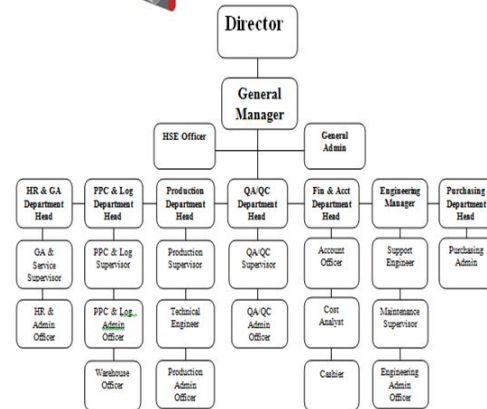 Director
General
Manager
HSE Officer
General
Admin
HR & GA
Department
Head
PPC & Log
Department
Head
Production
Department
Head
QA/QC
Department
Head
Fin & Acct
Department
Head
Engineering
Manager
Purchasing
Department
Head
GA &
Service
Supervisor
PPC & Log
Supervisor
Production
Supervisor
QA/QC
Supervisor
Account
Officer
Support
Engineer
Purchasing
Admin
HR &
Admin
Officer
PPC & Log
Admin
Officer
Technical
Engineer
QA/QC
Admin
Officer
Cost
Analyst
Maintenance
Supervisor
Warehouse
Officer
Production
Admin
Officer
Cashier
Engineering
Admin
Officer